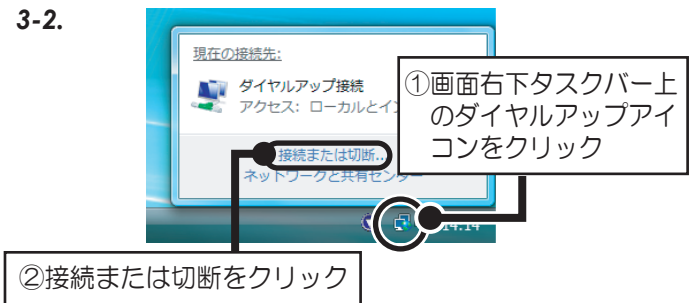 3-2.
現在の接続先:
ダイヤルアップ接続
アクセス: ローカルとイ
①画面右下タスクバー上
のダイヤルアップアイ
コンをクリック
接続または切断...
ネットワークと共有センター
14:14
②接続または切断をクリック